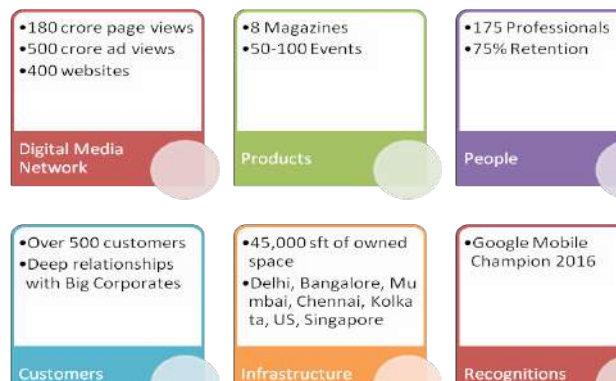 •180 crore page views
•500 crore ad views
•400 websites
Digital Media
Network
•8 Magazines
•50-100 Events
Products
•175 Professionals
•75% Retention
People
•Over 500 customers
•Deep relationships
with Big Corporates
Customers
•45,000 sft of owned
space
•Delhi, Bangalore, Mu
mbai, Chennai, Kolka
ta, US, Singapore
Infrastructure
•Google Mobile
Champion 2016
Recognitions